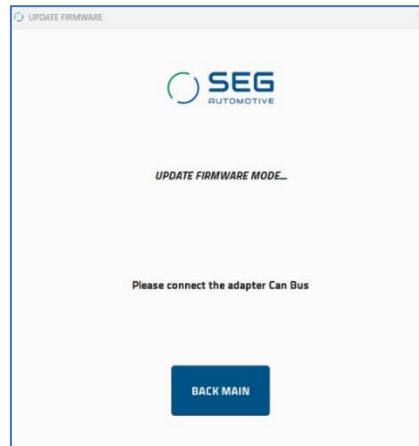 UPDATE FIRMWARE
SEG
AUTOMOTIVE
UPDATE FIRMWARE MODE...
Please connect the adapter Can Bus
BACK MAIN